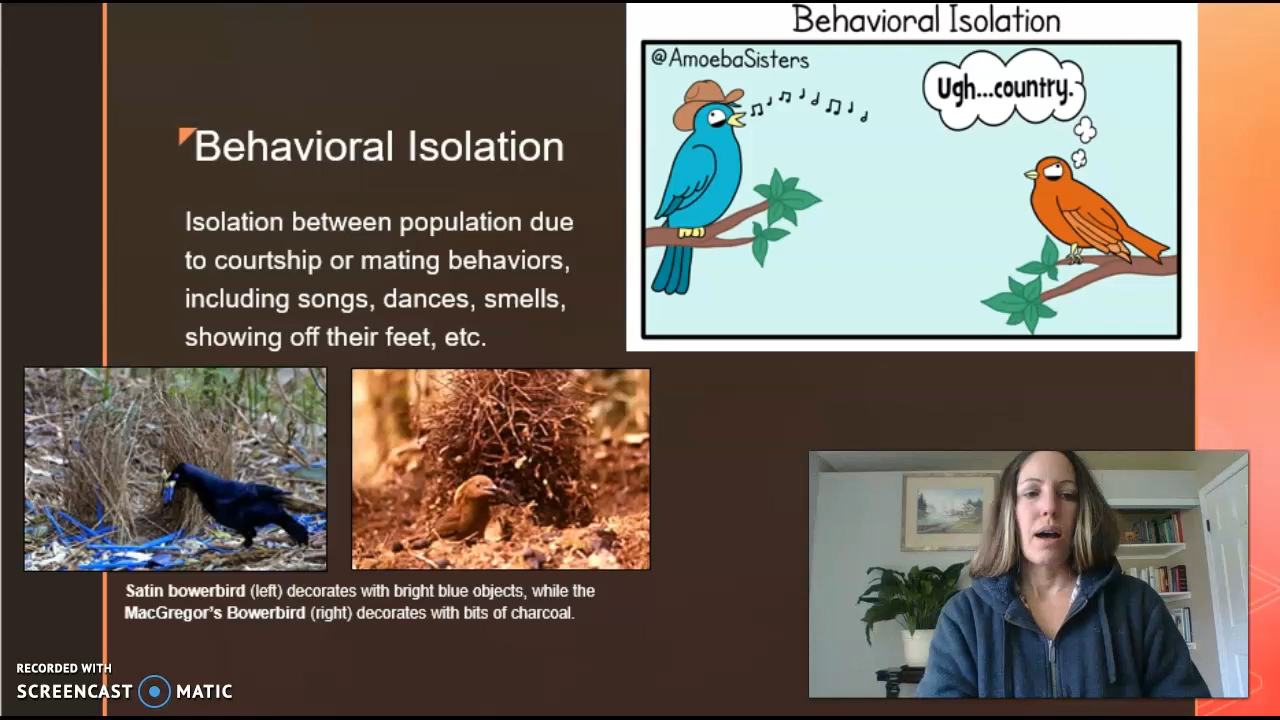 Behavioral Isolation
Isolation between population due
to courtship or mating behaviors,
including songs, dances, smells,
showing off their feet, etc.
Behavioral Isolation
@AmoebaSisters
Ugh...country.
Satin bowerbird (left) decorates with bright blue objects, while the
MacGregor's Bowerbird (right) decorates with bits of charcoal.
RECORDED WITH
SCREENCAST MATIC